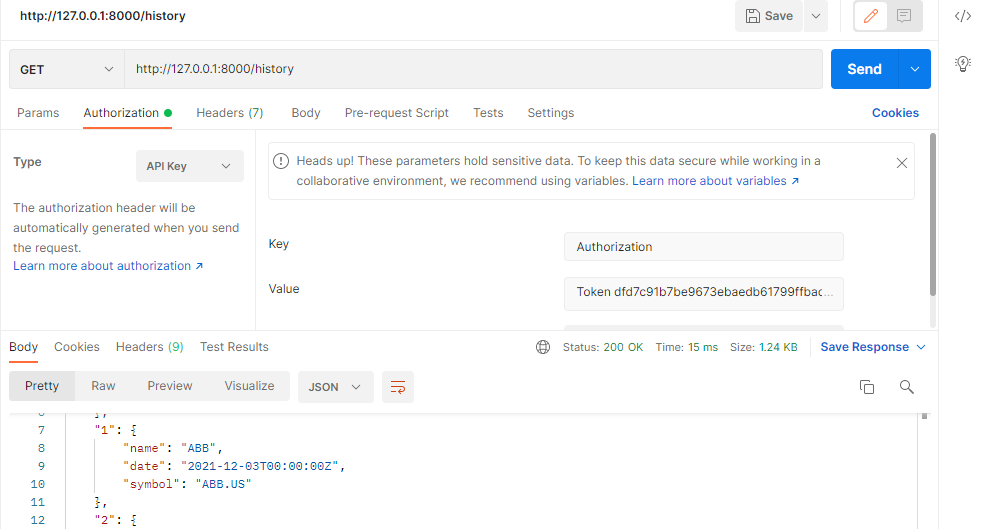 http://127.0.0.1:8000/history
Save
GET
http://127.0.0.1:8000/history
Send
Params
Authorization
Headers (7)
Body
Pre-request Script
Tests
Settings
Cookies
Type
API Key
The authorization header will be
automatically generated when you send
the request.
Learn more about authorization ↗
Heads up! These parameters hold sensitive data. To keep this data secure while working in a
collaborative environment, we recommend using variables. Learn more about variables ↗
Key
Authorization
Value
Token dfd7c91b7be9673ebaedb61799ffbac...
Body
Cookies
Headers (9)
Test Results
Status: 200 OK
Time: 15 ms
Size: 1.24 KB
Save Response
Pretty
Raw
Preview
Visualize
JSON
6 },
7 "1": {
8 "name": "ABB",
9 "date": "2021-12-03T00:00:00Z",
10 "symbol": "ABB.US"
11 },
12 "2": {